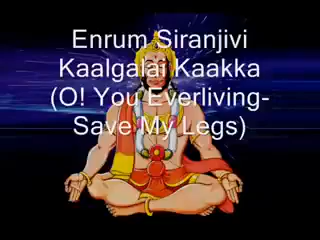 Enrum Siranjivi
Kaalgalai Kaakka
(O! You Everliving-
Save My Legs)